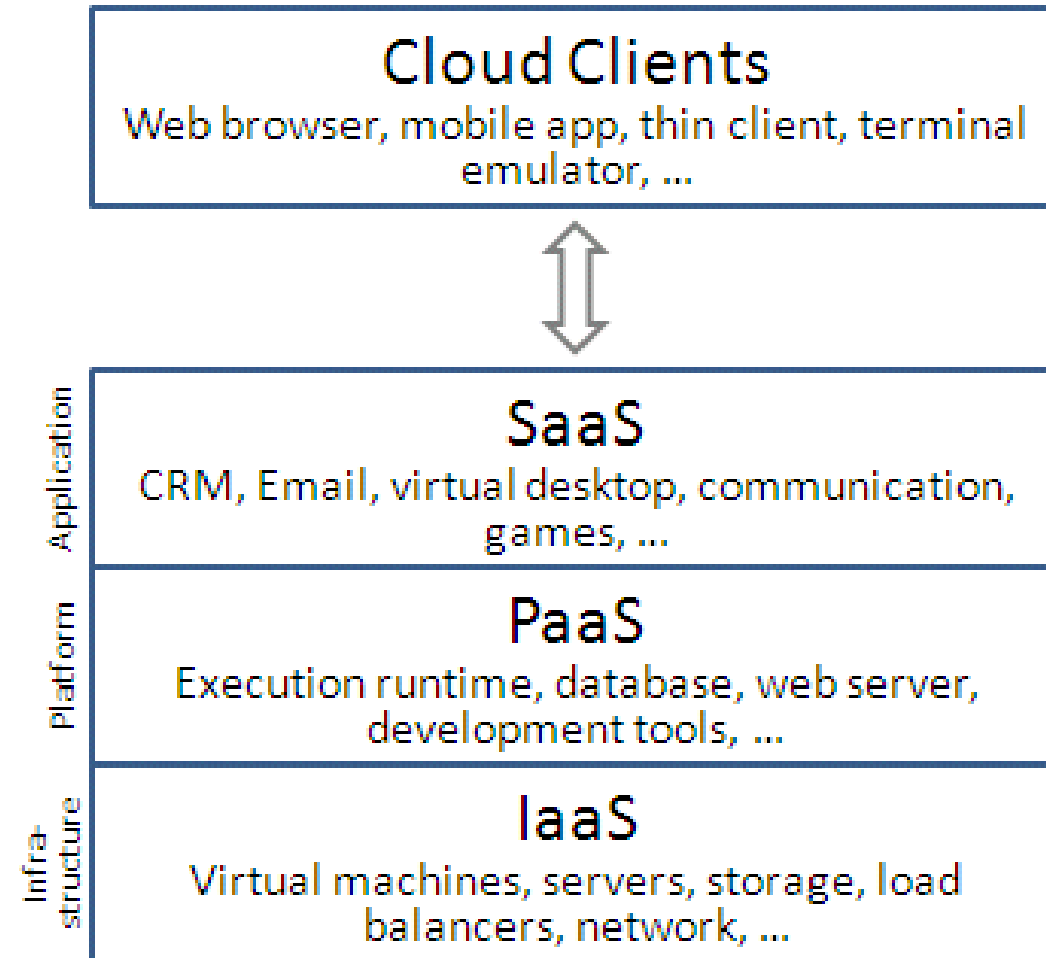 Cloud Clients
Web browser, mobile app, thin client, terminal
emulator, ...
Application
SaaS
CRM, Email, virtual desktop, communication,
games, ...
Platform
PaaS
Execution runtime, database, web server,
development tools, ...
Infra-
structure
IaaS
Virtual machines, servers, storage, load
balancers, network, ...